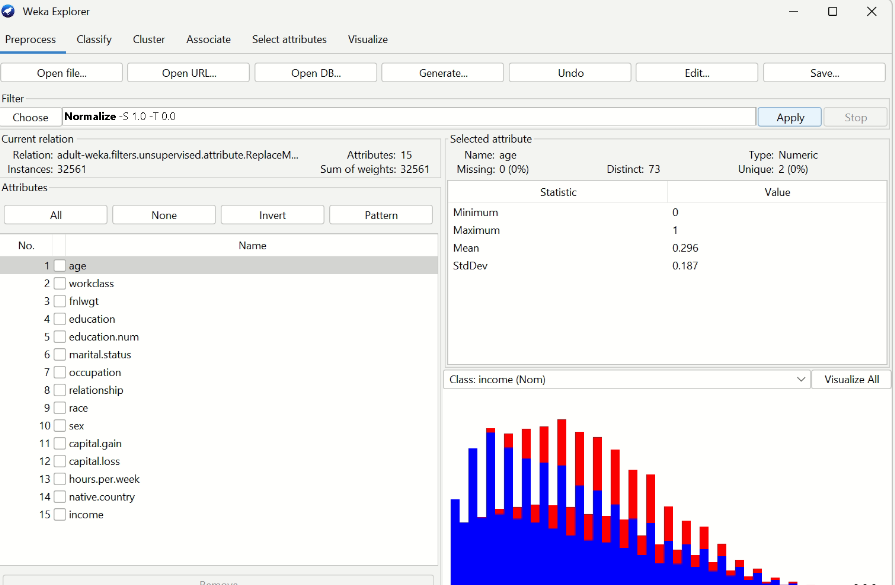 Weka Explorer
Preprocess Classify Cluster Associate Select attributes Visualize
Open file... Open URL... Open DB... Generate... Undo Edit... Save...
Filter
Choose Normalize -S 1.0 -T 0.0 Apply Stop
Current relation
Relation: adult-weka.filters.unsupervised.attribute.ReplaceM... Attributes: 15
Instances: 32561 Sum of weights: 32561
Selected attribute
Name: age Type: Numeric
Missing: 0 (0%) Distinct: 73 Unique: 2 (0%)
Statistic Value
Minimum 0
Maximum 1
Mean 0.296
StdDev 0.187
Attributes
All None Invert Pattern
No. Name
1 age
2 workclass
3 fnlwgt
4 education
5 education.num
6 marital.status
7 occupation
8 relationship
9 race
10 sex
11 capital.gain
12 capital.loss
13 hours.per.week
14 native.country
15 income
Remove
Class: income (Nom) Visualize All